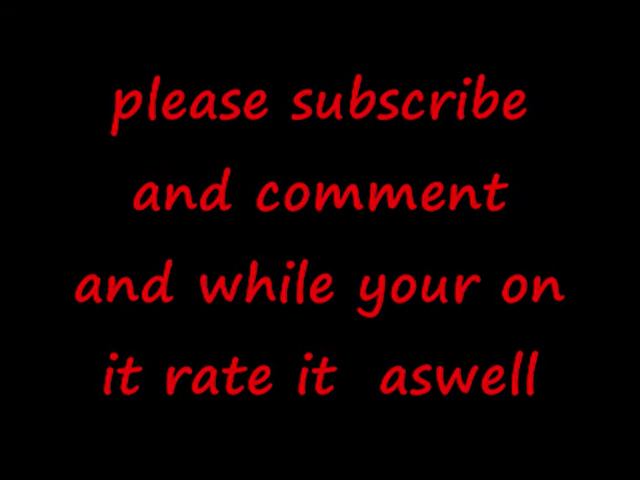 please subscribe
and comment
and while your on
it rate it aswell